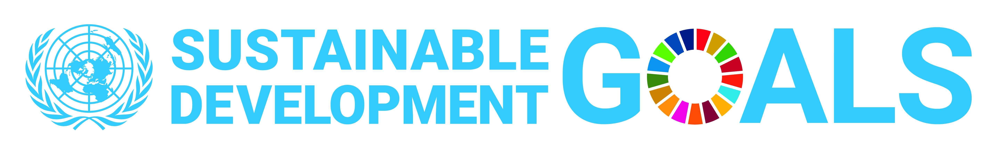 SUSTAINABLE
DEVELOPMENT
GOALS